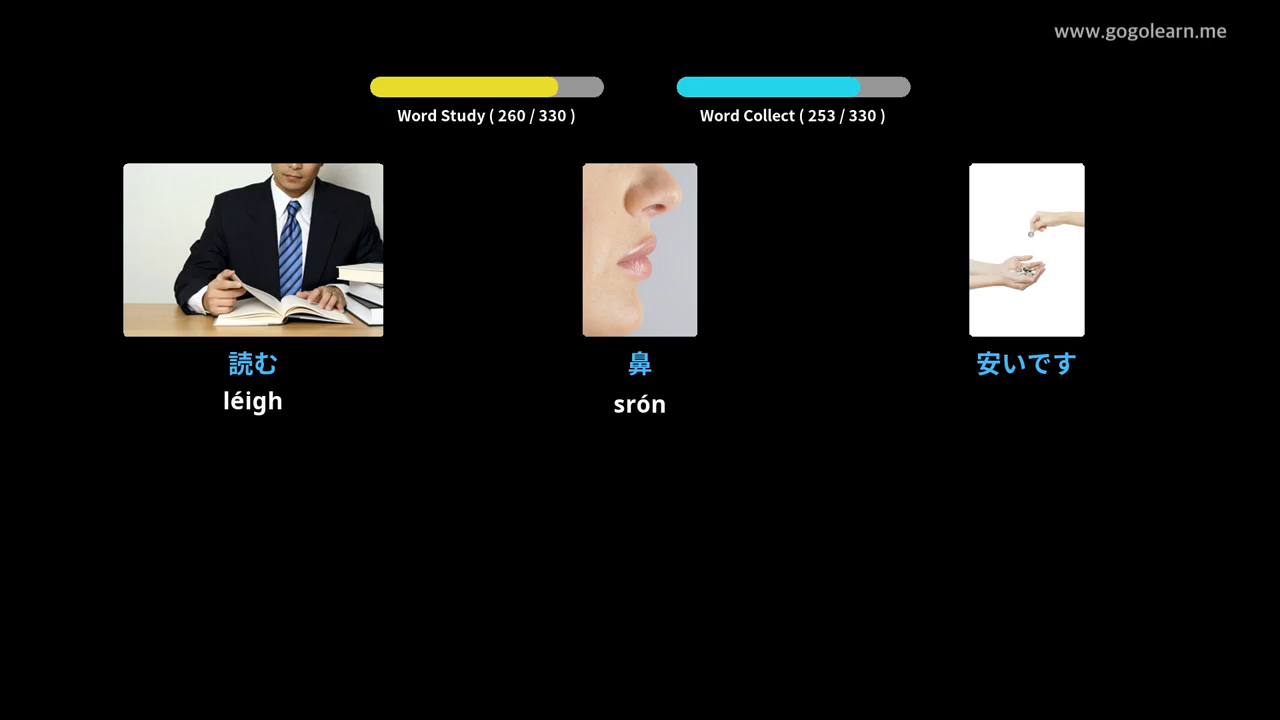 www.gogolearn.me
Word Study ( 260 / 330 )
Word Collect ( 253 / 330 )
読む
鼻
安いです
léigh
srón